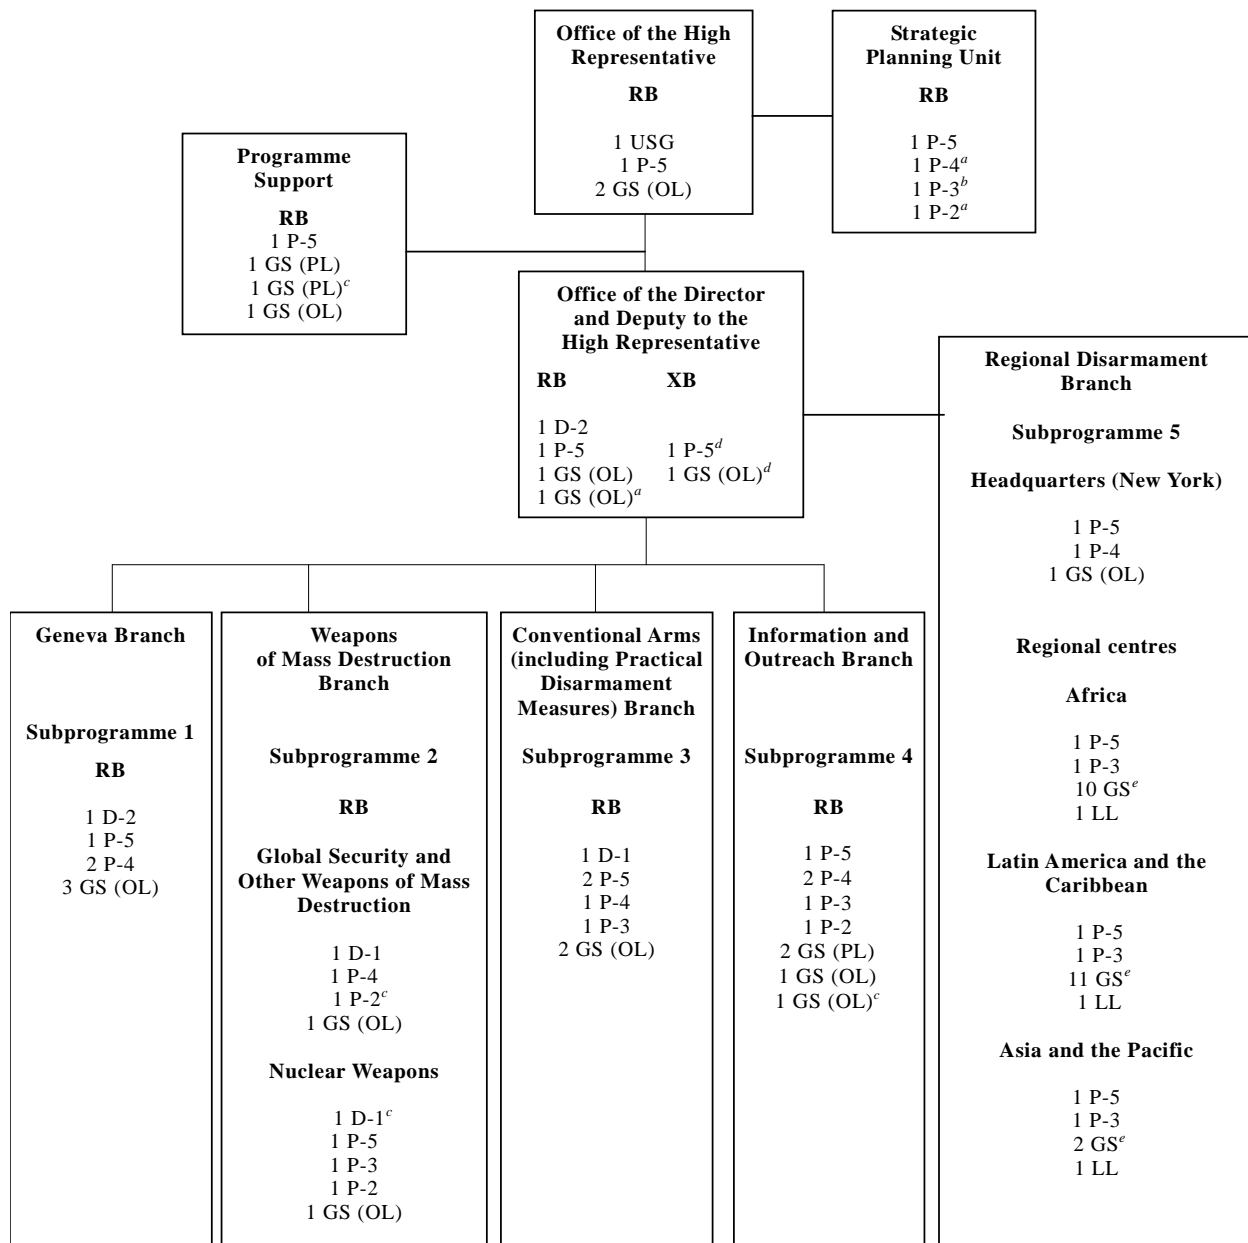 Office of the High
Representative
RB
1 USG
1 P-5
2 GS (OL)
Strategic
Planning Unit
RB
1 P-5
1 P-4a
1 P-3b
1 P-2a
Programme
Support
RB
1 P-5
1 GS (PL)
1 GS (PL)c
1 GS (OL)
Office of the Director
and Deputy to the
High Representative
RB
1 D-2
1 P-5
1 GS (OL)
1 GS (OL)a
XB
1 P-5d
1 GS (OL)d
Regional Disarmament
Branch
Subprogramme 5
Headquarters (New York)
1 P-5
1 P-4
1 GS (OL)
Regional centres
Africa
1 P-5
1 P-3
10 GSe
1 LL
Latin America and the
Caribbean
1 P-5
1 P-3
11 GSe
1 LL
Asia and the Pacific
1 P-5
1 P-3
2 GSe
1 LL
Geneva Branch
Subprogramme 1
RB
1 D-2
1 P-5
2 P-4
3 GS (OL)
Weapons
of Mass Destruction
Branch
Subprogramme 2
RB
Global Security and
Other Weapons of Mass
Destruction
1 D-1
1 P-4
1 P-2c
1 GS (OL)
Nuclear Weapons
1 D-1c
1 P-5
1 P-3
1 P-2
1 GS (OL)
Conventional Arms
(including Practical
Disarmament
Measures) Branch
Subprogramme 3
RB
1 D-1
2 P-5
1 P-4
1 P-3
2 GS (OL)
Information and
Outreach Branch
Subprogramme 4
RB
1 P-5
2 P-4
1 P-3
1 P-2
2 GS (PL)
1 GS (OL)
1 GS (OL)c